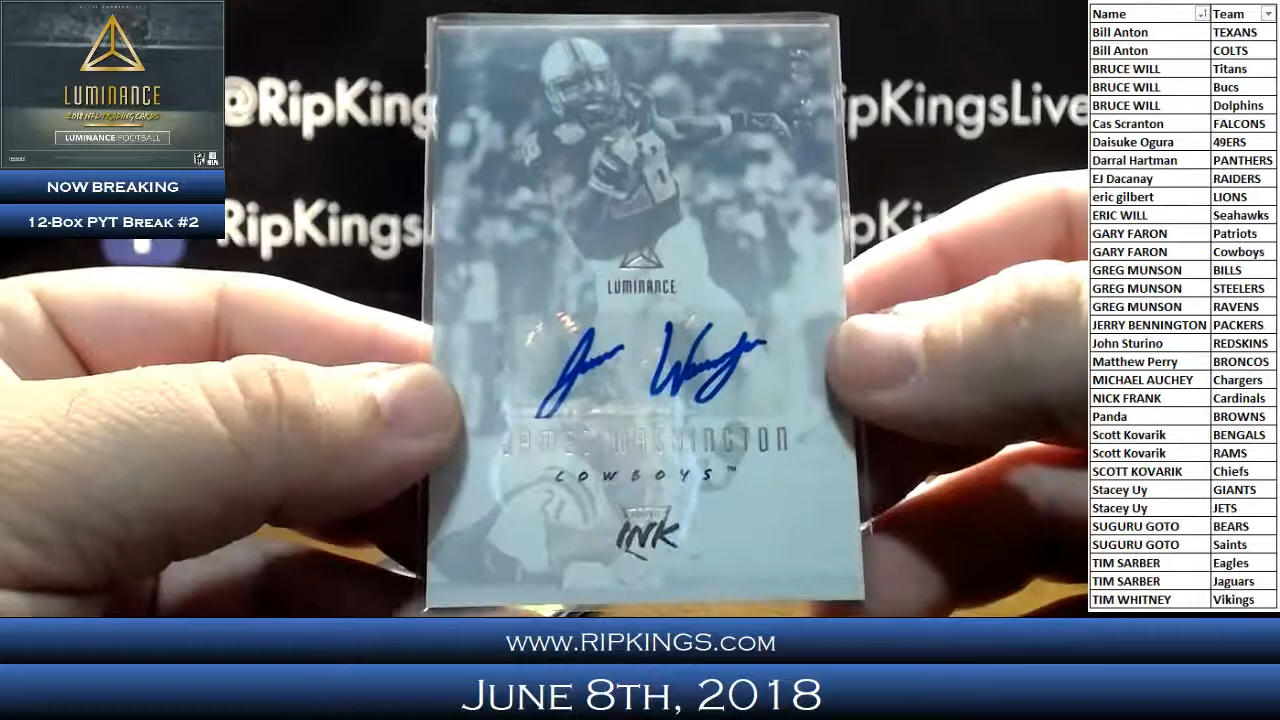 LUMINANCE
2018 NFL TRADING CARDS
LUMINANCE FOOTBALL
NOW BREAKING
12-Box PYT Break #2
@RipKings
RipKingsLive
RipKings
RipK
LUMINANCE
JAMES WASHINGTON
COWBOYS™
INK
Name Team
Bill Anton TEXANS
Bill Anton COLTS
BRUCE WILL Titans
BRUCE WILL Bucs
BRUCE WILL Dolphins
Cas Scranton FALCONS
Daisuke Ogura 49ERS
Darral Hartman PANTHERS
EJ Dacanay RAIDERS
eric gilbert LIONS
ERIC WILL Seahawks
GARY FARON Patriots
GARY FARON Cowboys
GREG MUNSON BILLS
GREG MUNSON STEELERS
GREG MUNSON RAVENS
JERRY BENNINGTON PACKERS
John Sturino REDSKINS
Matthew Perry BRONCOS
MICHAEL AUCHEY Chargers
NICK FRANK Cardinals
Panda BROWNS
Scott Kovarik BENGALS
Scott Kovarik RAMS
SCOTT KOVARIK Chiefs
Stacey Uy GIANTS
Stacey Uy JETS
SUGURU GOTO BEARS
SUGURU GOTO Saints
TIM SARBER Eagles
TIM SARBER Jaguars
TIM WHITNEY Vikings
www.RIPKINGS.com
June 8th, 2018